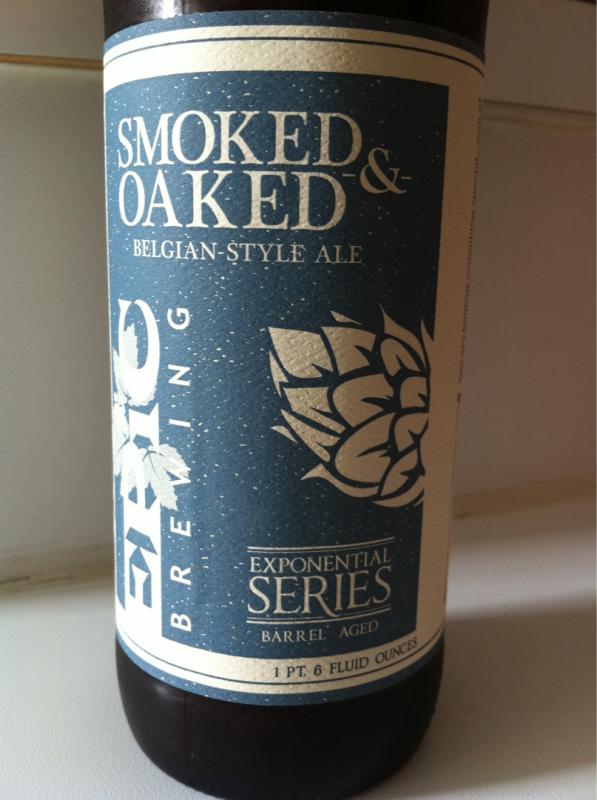 SMOKED
-&-
OAKED
BELGIAN-STYLE ALE
EPIC
BREWING
EXPONENTIAL
SERIES
BARREL AGED
1 PT. 6 FLUID OUNCES